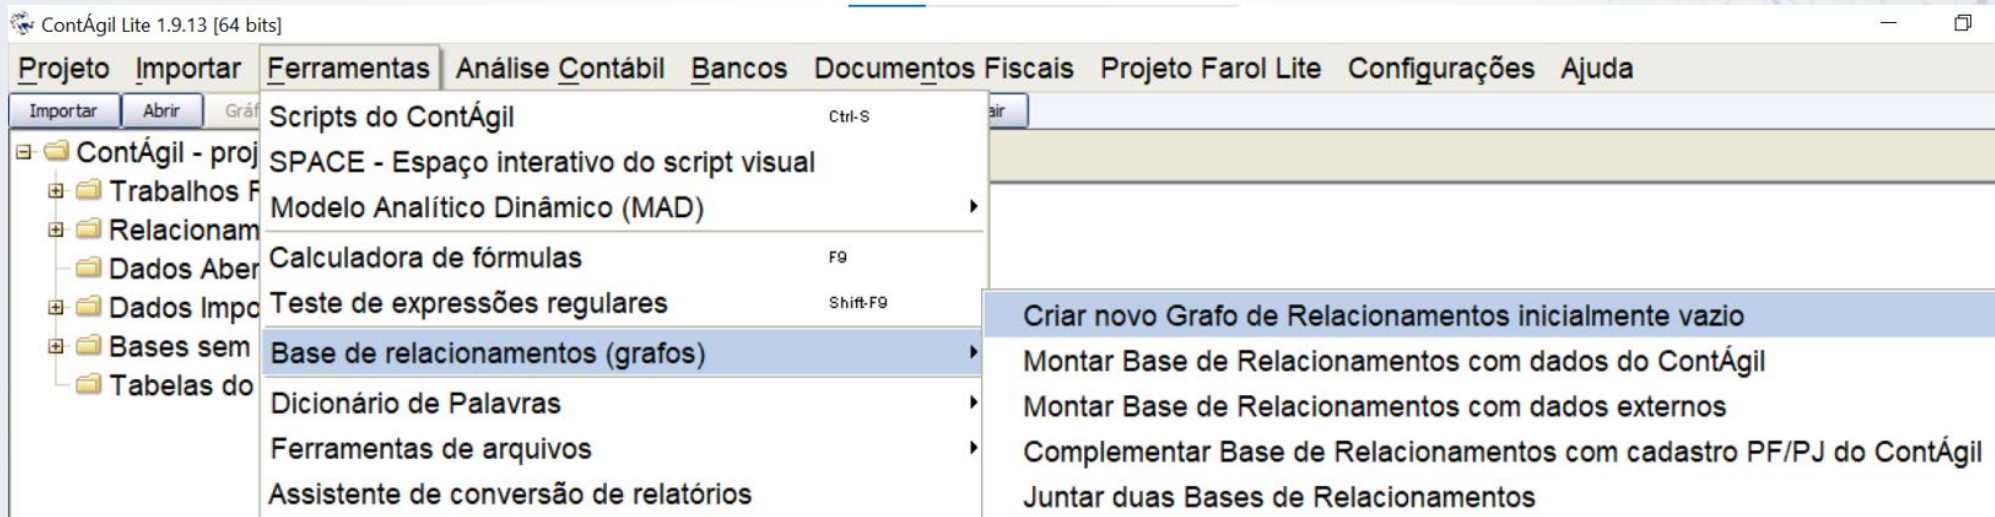 ContÁgil Lite 1.9.13 [64 bits]
Projeto Importar Ferramentas Análise Contábil Bancos Documentos Fiscais Projeto Farol Lite Configurações Ajuda
Importar Abrir Gráf air
ContÁgil - proj
Trabalhos
Relacionam
Dados Aber
Dados Impo
Bases sem
Tabelas do
Scripts do ContÁgil Ctrl-S
SPACE - Espaço interativo do script visual
Modelo Analítico Dinâmico (MAD)
Calculadora de fórmulas F9
Teste de expressões regulares Shift-F9
Base de relacionamentos (grafos)
Dicionário de Palavras
Ferramentas de arquivos
Assistente de conversão de relatórios
Criar novo Grafo de Relacionamentos inicialmente vazio
Montar Base de Relacionamentos com dados do ContÁgil
Montar Base de Relacionamentos com dados externos
Complementar Base de Relacionamentos com cadastro PF/PJ do ContÁgil
Juntar duas Bases de Relacionamentos